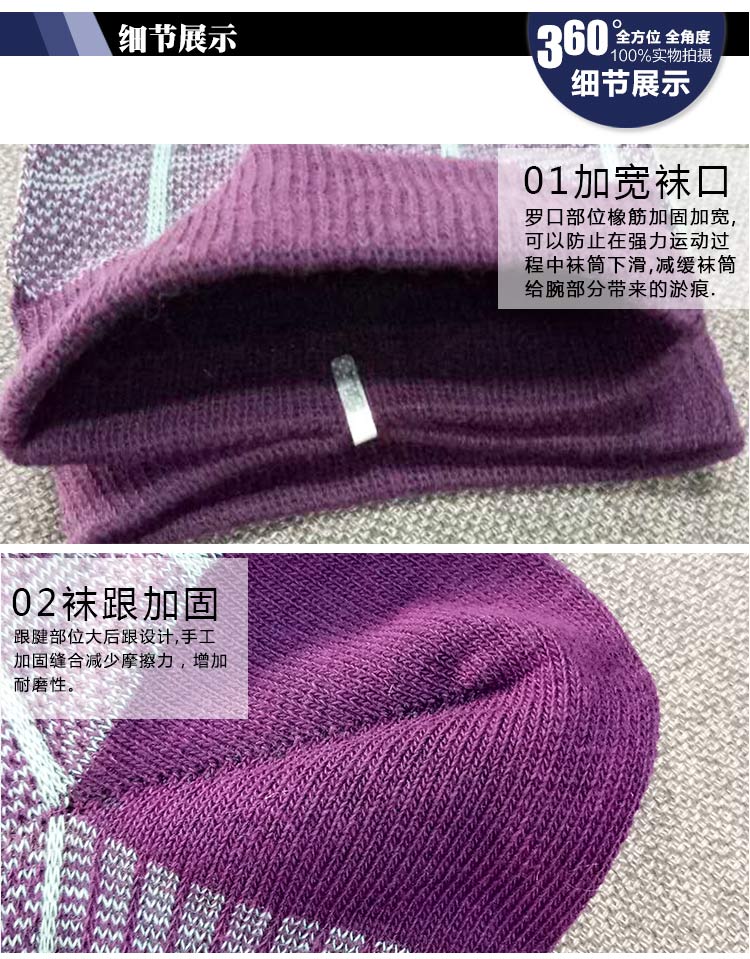 细节展示
360°全方位 全角度
100%实物拍摄
细节展示
01加宽袜口
罗口部位橡筋加固加宽,
可以防止在强力运动过
程中袜筒下滑,减缓袜筒
给腕部分带来的淤痕.
02袜跟加固
跟腱部位大后跟设计,手工
加固缝合减少摩擦力，增加
耐磨性。